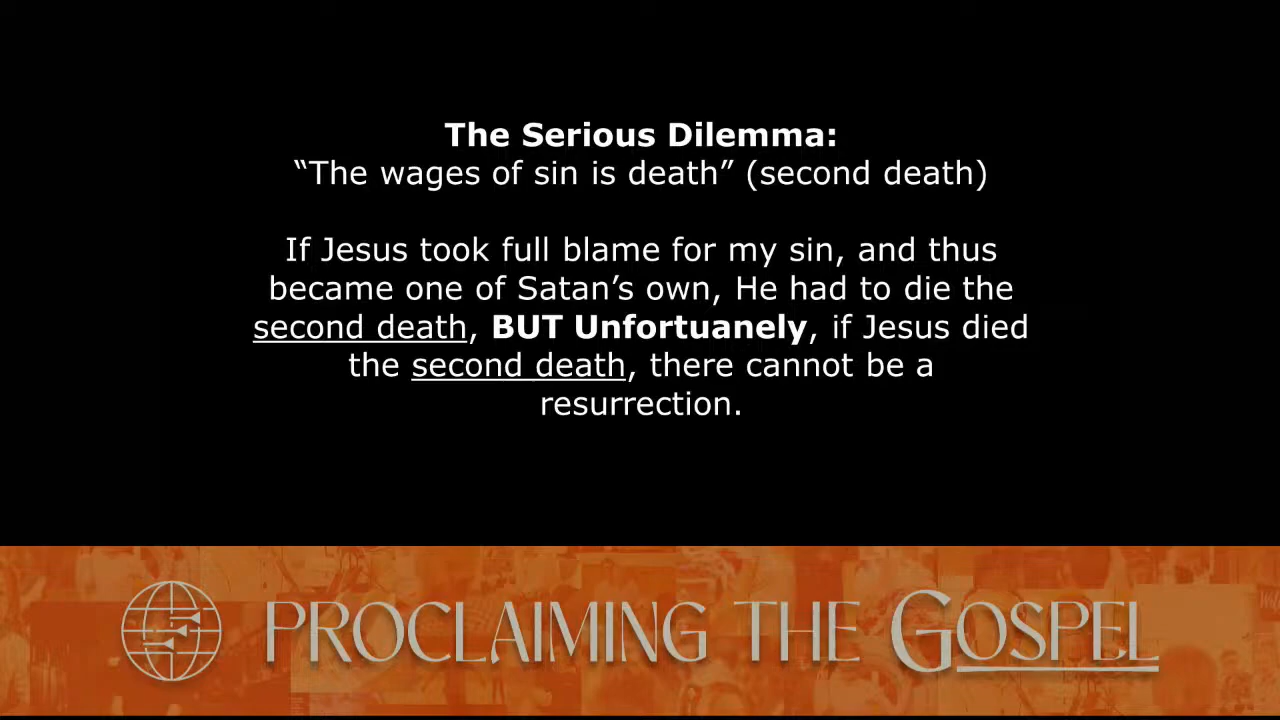 The Serious Dilemma:
“The wages of sin is death” (second death)
If Jesus took full blame for my sin, and thus
became one of Satan’s own, He had to die the
second death, BUT Unfortuanely, if Jesus died
the second death, there cannot be a
resurrection.
PROCLAIMING THE GOSPEL